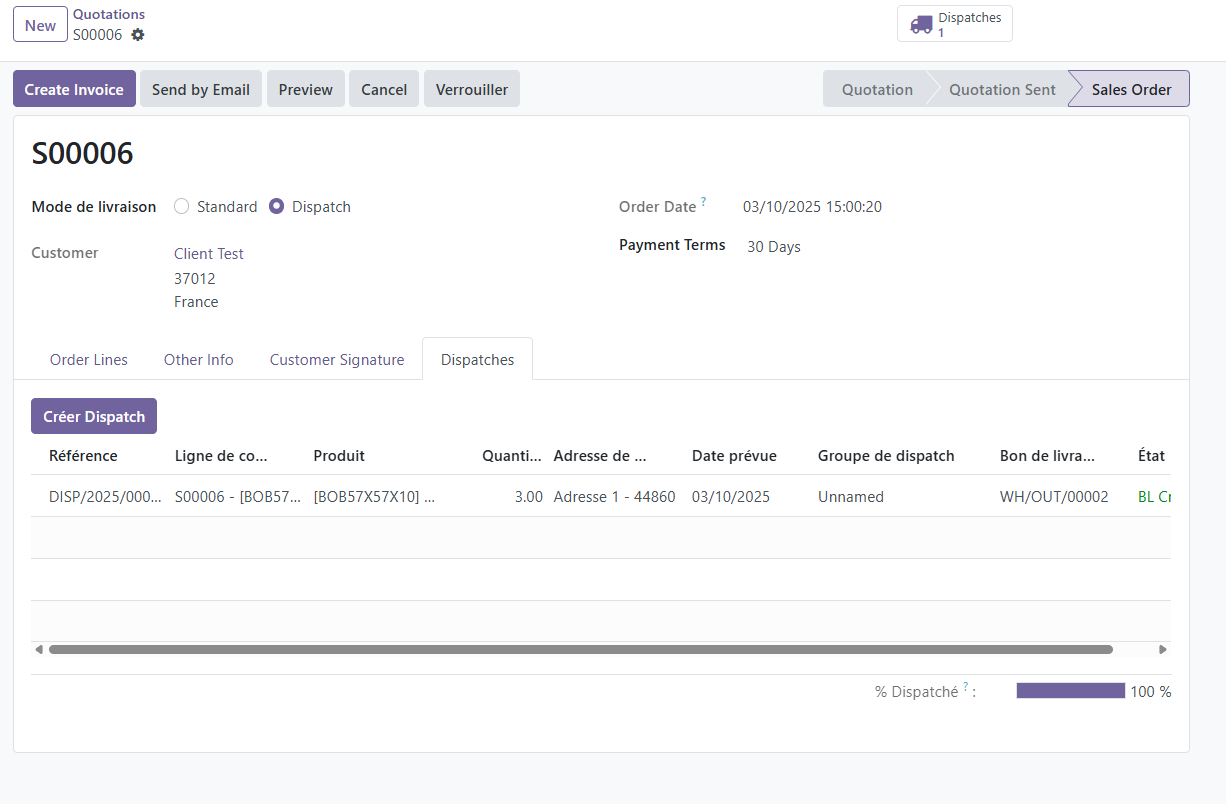 New
Quotations
S00006
Dispatches
1
Create Invoice Send by Email Preview Cancel Verrouiller
Quotation Quotation Sent Sales Order
S00006
Mode de livraison Standard Dispatch
Order Date ? 03/10/2025 15:00:20
Payment Terms 30 Days
Customer Client Test
37012
France
Order Lines Other Info Customer Signature Dispatches
Créer Dispatch
Référence Ligne de co... Produit Quanti... Adresse de ... Date prévue Groupe de dispatch Bon de livra... État
DISP/2025/000... S00006 - [BOB57... [BOB57X57X10] ... 3.00 Adresse 1 - 44860 03/10/2025 Unnamed WH/OUT/00002 BL Cr
% Dispatché ? : 100 %